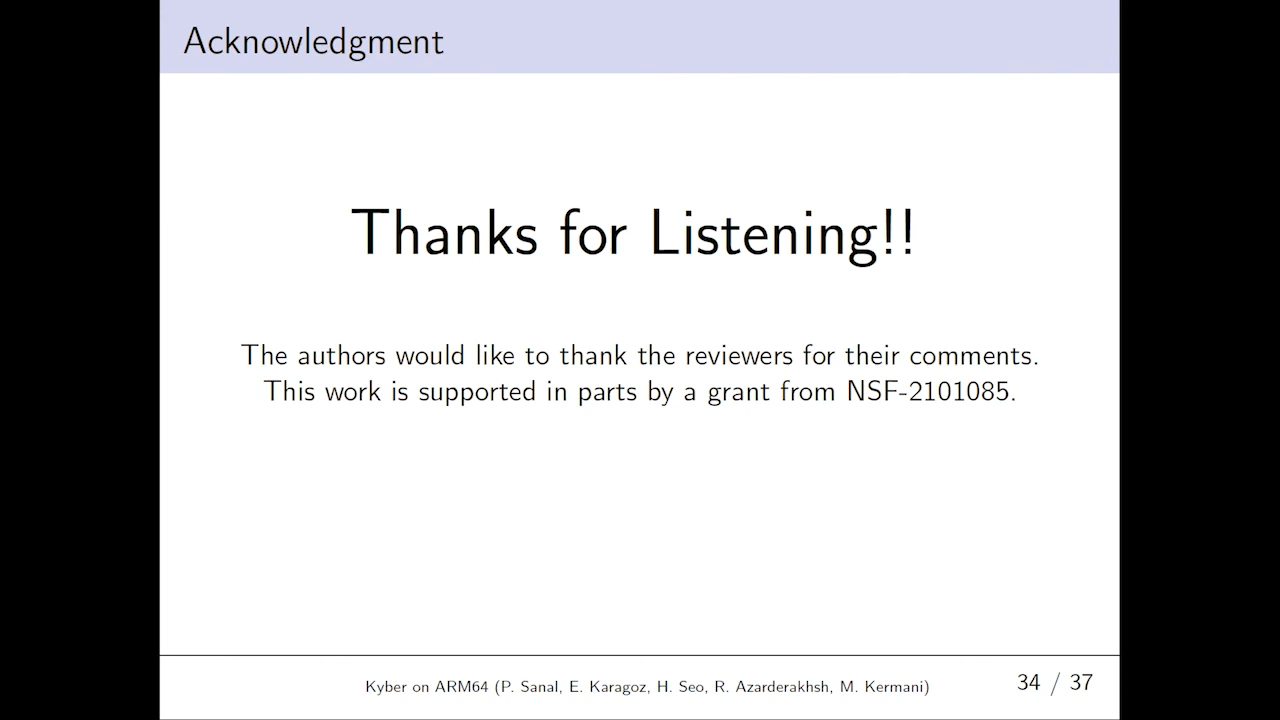 Acknowledgment
Thanks for Listening!!
The authors would like to thank the reviewers for their comments.
This work is supported in parts by a grant from NSF-2101085.
Kyber on ARM64 (P. Sanal, E. Karagoz, H. Seo, R. Azarderakhsh, M. Kermani)
34 / 37